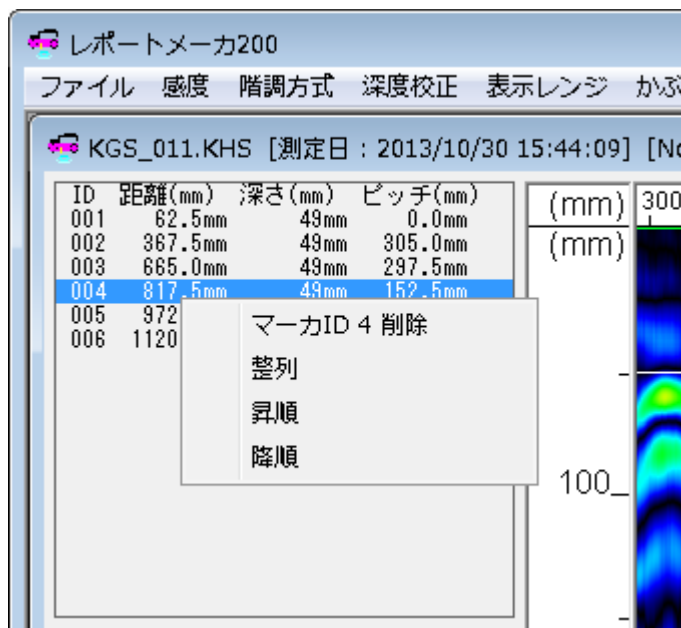 レポートメーカ200
ファイル 感度 階調方式 深度校正 表示レンジ かぶ
KGS_011.KHS [測定日 : 2013/10/30 15:44:09] [No
ID 距離(mm) 深さ(mm) ピッチ(mm)
001 62.5mm 49mm 0.0mm
002 367.5mm 49mm 305.0mm
003 665.0mm 49mm 297.5mm
004 817.5mm 49mm 152.5mm
005 972
006 1120
マーカID 4 削除
整列
昇順
降順
(mm) 300
(mm)
100